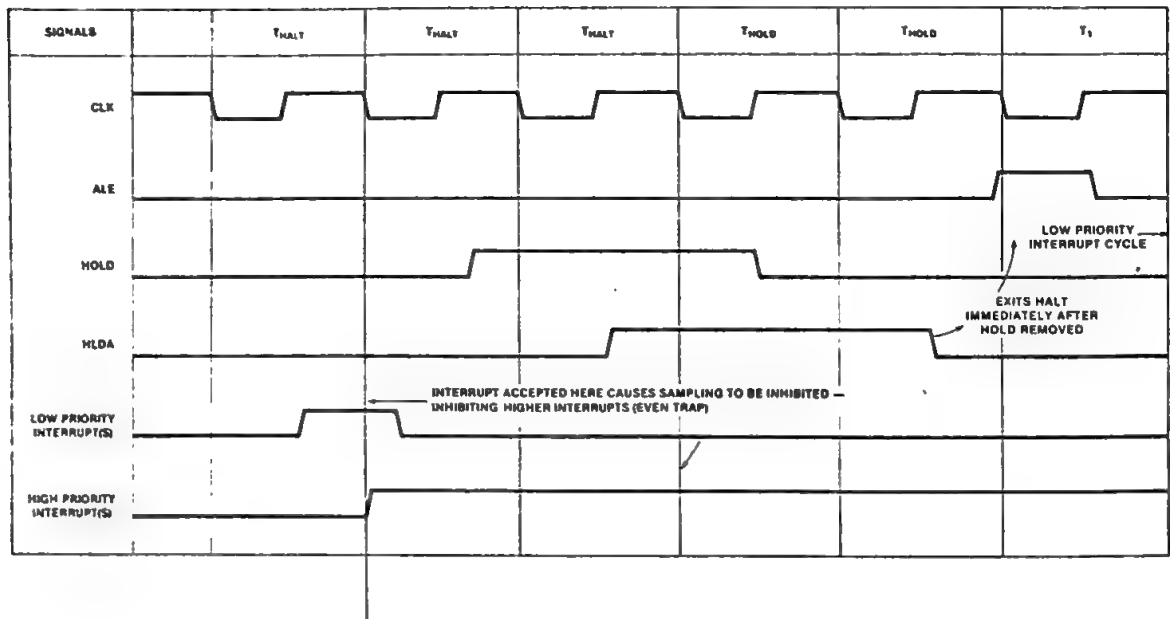 SIGNALS
THALT
THALT
THALT
THOLD
THOLD
T1
CLK
ALE
LOW PRIORITY
INTERRUPT CYCLE
HOLD
EXITS HALT
IMMEDIATELY AFTER
HOLD REMOVED
HLDA
INTERRUPT ACCEPTED HERE CAUSES SAMPLING TO BE INHIBITED —
INHIBITING HIGHER INTERRUPTS (EVEN TRAP)
LOW PRIORITY
INTERRUPT(S)
HIGH PRIORITY
INTERRUPT(S)